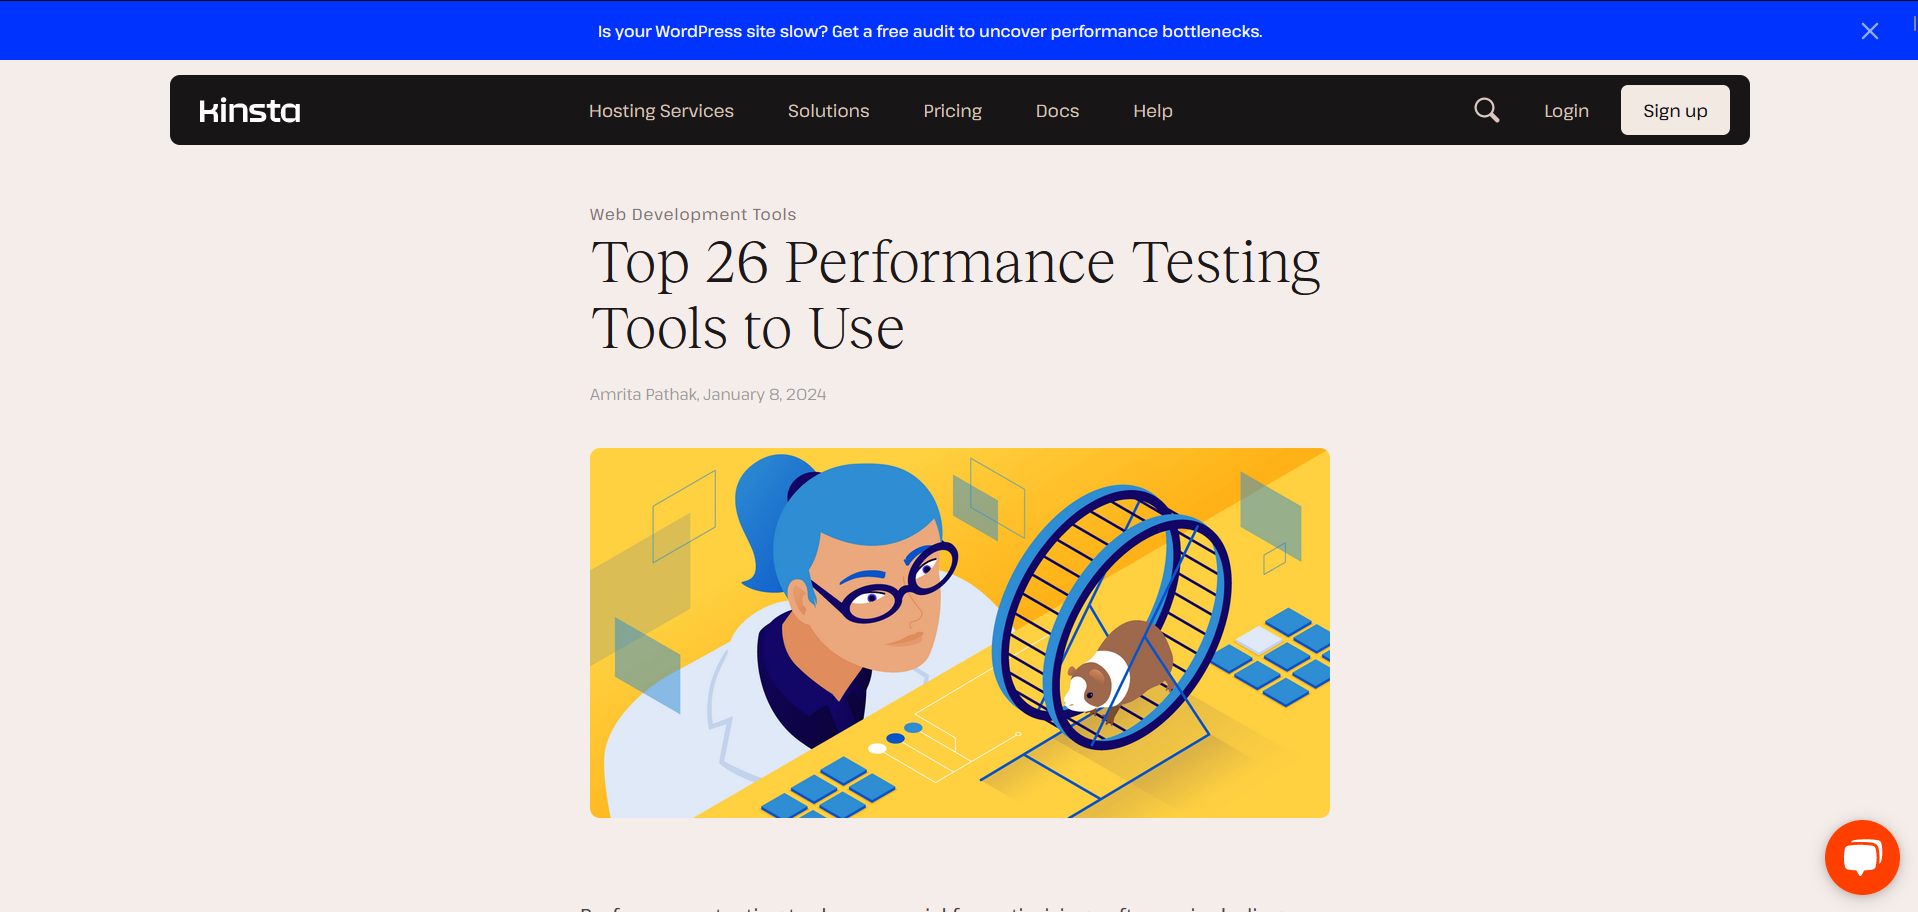 Is your WordPress site slow? Get a free audit to uncover performance bottlenecks.
Kinsta
Hosting Services
Solutions
Pricing
Docs
Help
Login
Sign up
Web Development Tools
Top 26 Performance Testing
Tools to Use
Amrita Pathak, January 8, 2024